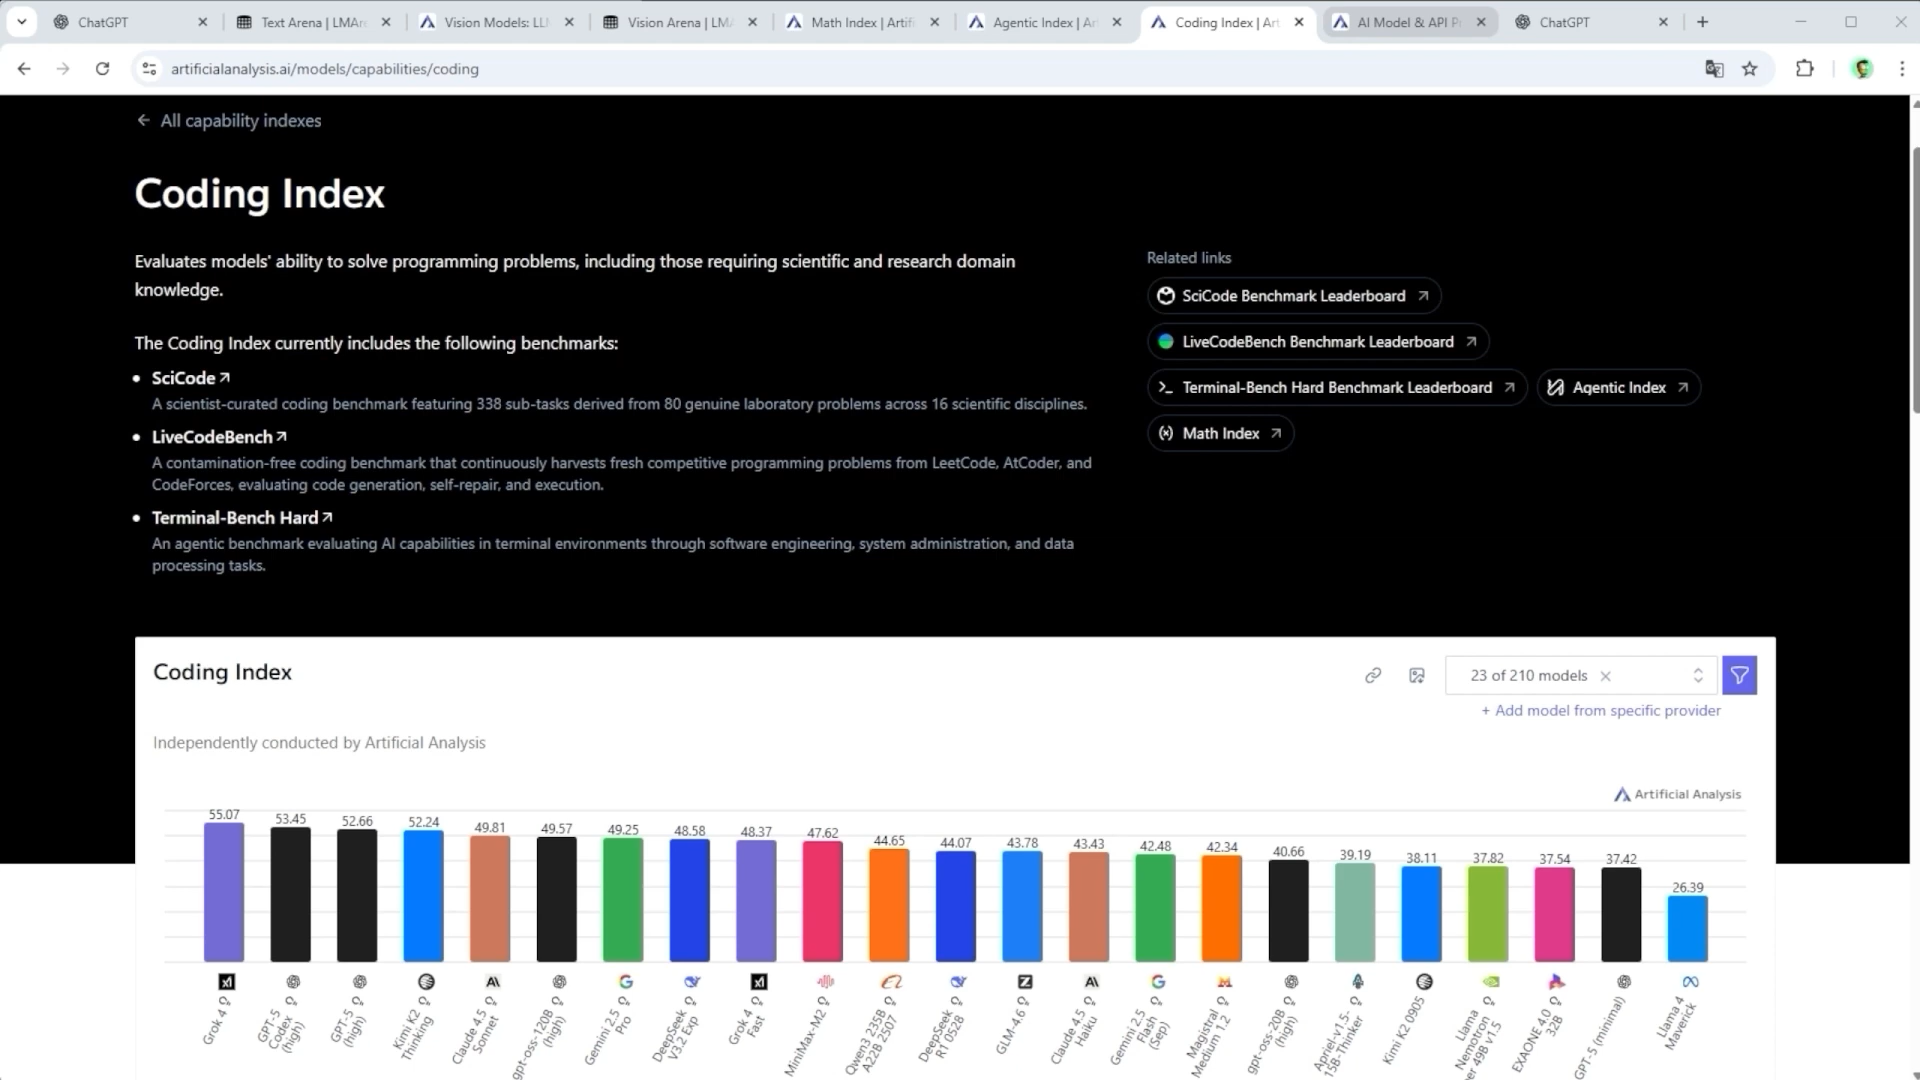 ChatGPT
Text Arena | LMAr
Vision Models: LL
Vision Arena | LMA
Math Index | Artifi
Agentic Index | Ar
Coding Index | Art
AI Model & API Pr
ChatGPT
artificialanalysis.ai/models/capabilities/coding
All capability indexes
Coding Index
Evaluates models' ability to solve programming problems, including those requiring scientific and research domain
knowledge.
The Coding Index currently includes the following benchmarks:
SciCode
A scientist-curated coding benchmark featuring 338 sub-tasks derived from 80 genuine laboratory problems across 16 scientific disciplines.
LiveCodeBench
A contamination-free coding benchmark that continuously harvests fresh competitive programming problems from LeetCode, AtCoder, and
CodeForces, evaluating code generation, self-repair, and execution.
Terminal-Bench Hard
An agentic benchmark evaluating AI capabilities in terminal environments through software engineering, system administration, and data
processing tasks.
Related links
SciCode Benchmark Leaderboard
LiveCodeBench Benchmark Leaderboard
Terminal-Bench Hard Benchmark Leaderboard
Agentic Index
Math Index
Coding Index
23 of 210 models
+ Add model from specific provider
Independently conducted by Artificial Analysis
Artificial Analysis
55.07
53.45
52.66
52.24
49.81
49.57
49.25
48.58
48.37
47.62
44.65
44.07
43.78
43.43
42.48
42.34
40.66
39.19
38.11
37.82
37.54
37.42
26.39
Grok 4
GPT-5
Codex
(high)
GPT-5
(high)
Kimi K2
Thinking
Claude 4.5
Sonnet
gpt-oss-120B
(high)
Gemini 2.5
Pro
DeepSeek
V3.2 Exp
Grok 4
Fast
MiniMax-M2
Qwen3 235B
A22B 2507
DeepSeek
R1 0528
GLM-4.6
Claude 4.5
Haiku
Gemini 2.5
Flash
(Sep)
Magistral
Medium 1.2
gpt-oss-20B
(high)
Apriel-v1.5-
15B-Thinker
Kimi K2 0905
Llama
Nemotron
er 49B v1.5
EXAONE 4.0
32B
GPT-5 (minimal)
Llama 4
Maverick